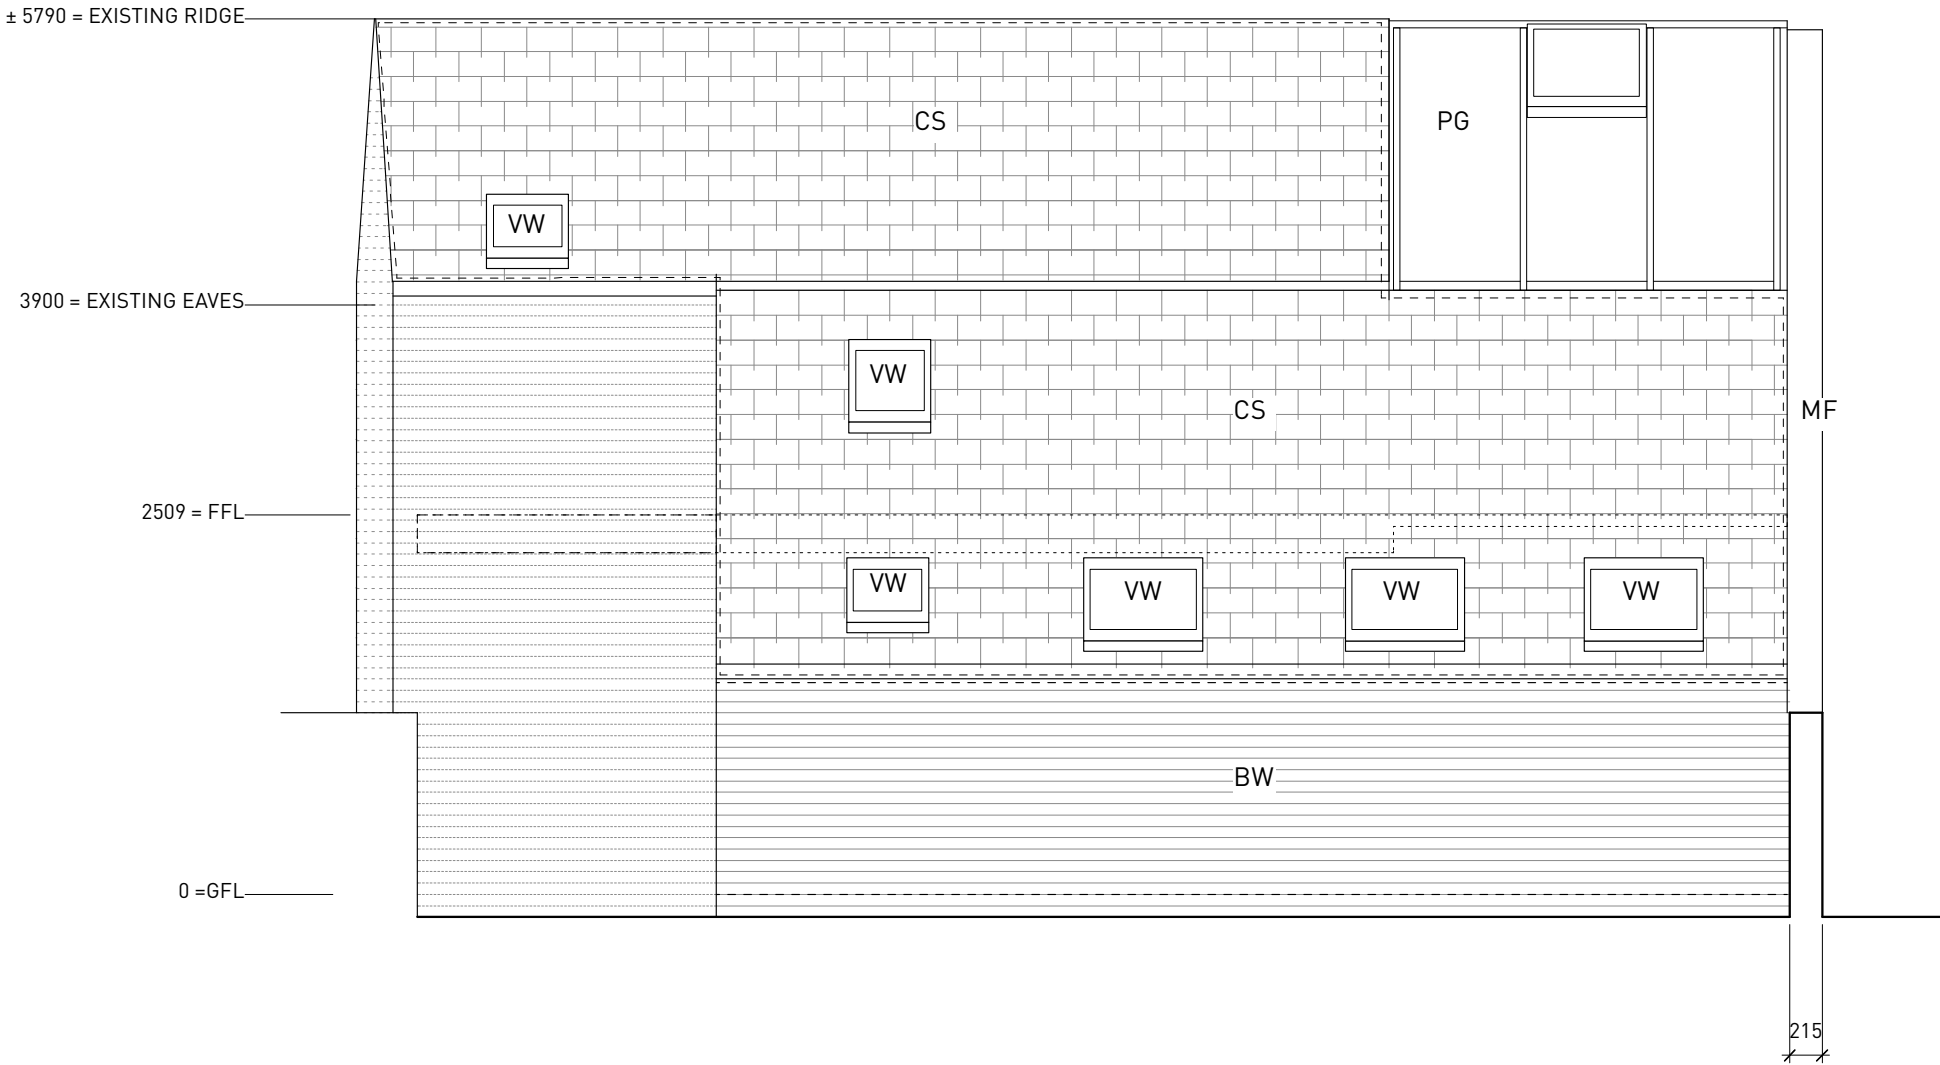 ± 5790 = EXISTING RIDGE
CS
PG
VW
3900 = EXISTING EAVES
VW
CS
MF
2509 = FFL
VW
VW
VW
VW
BW
0 =GFL
215